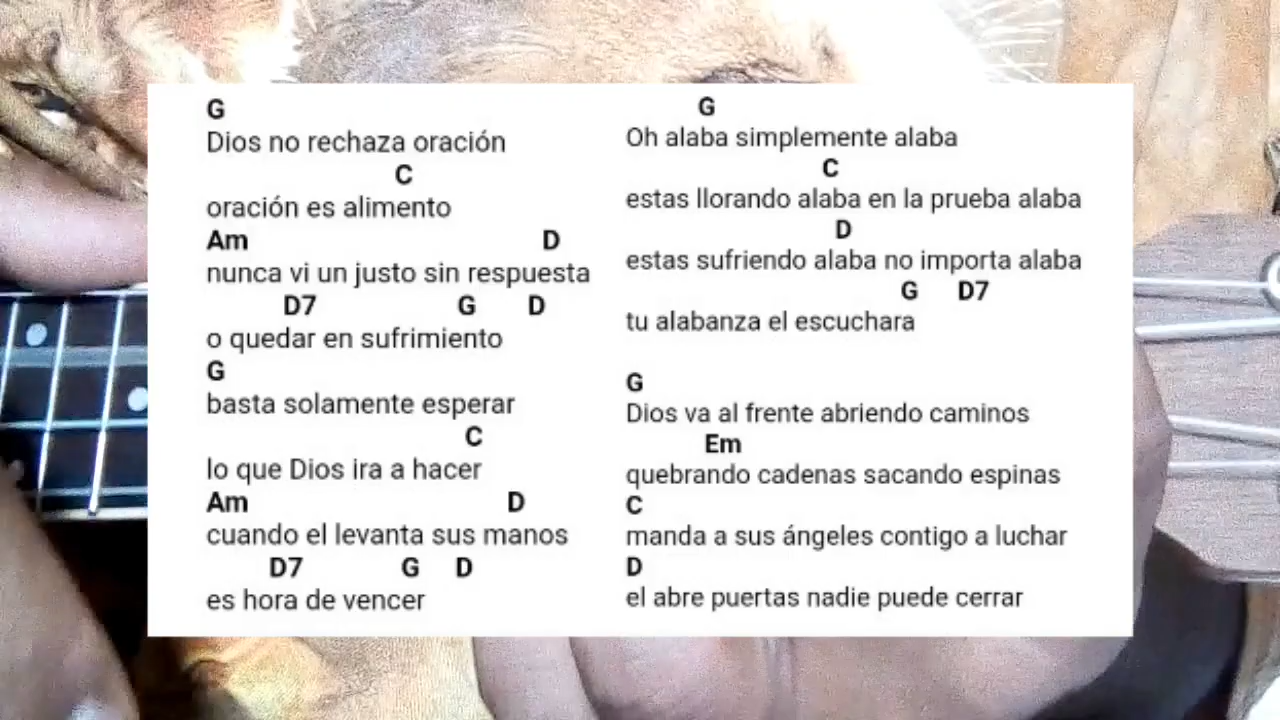 G
Dios no rechaza oración
C
oración es alimento
Am D
nunca vi un justo sin respuesta
D7 G D
o quedar en sufrimiento
G
basta solamente esperar
C
lo que Dios ira a hacer
Am D
cuando el levanta sus manos
D7 G D
es hora de vencer
G
Oh alaba simplemente alaba
C
estas llorando alaba en la prueba alaba
D
estas sufriendo alaba no importa alaba
G D7
tu alabanza el escuchara
G
Dios va al frente abriendo caminos
Em
quebrando cadenas sacando espinas
C
manda a sus ángeles contigo a luchar
D
el abre puertas nadie puede cerrar